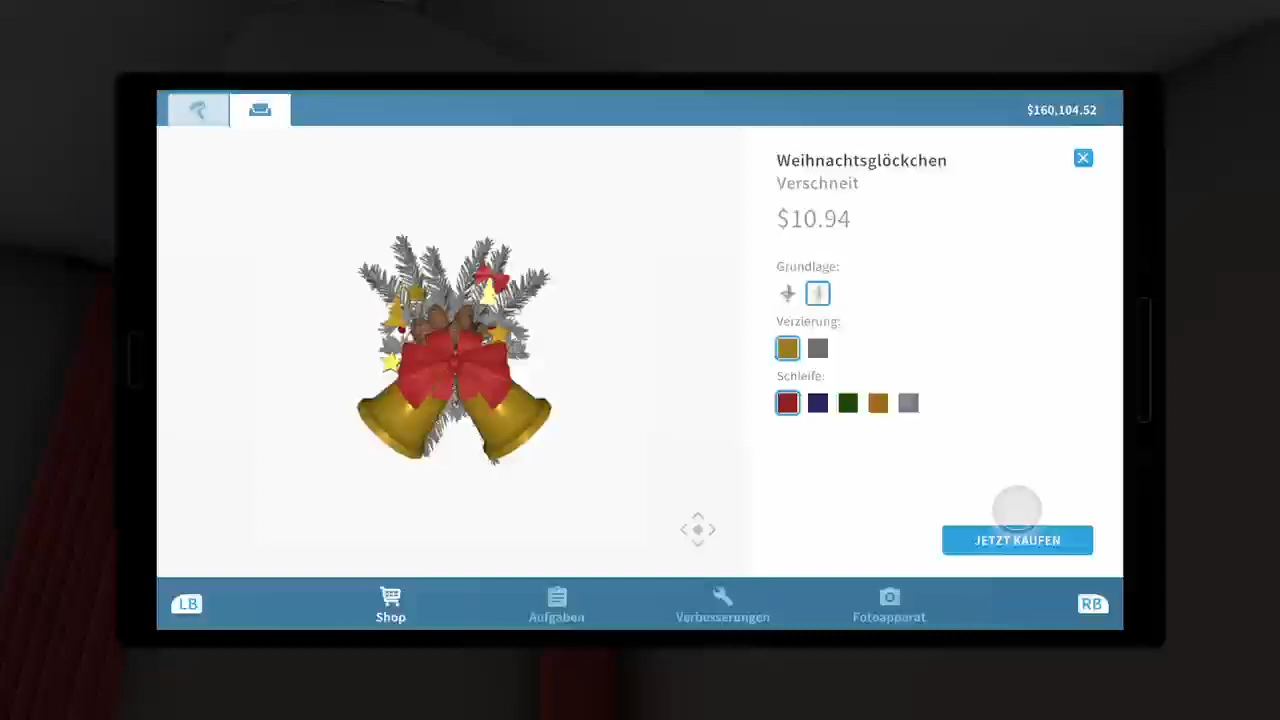 $160,104.52
Weihnachtsglöckchen
Verschneit
$10.94
Grundlage:
Verzierung:
Schleife:
JETZT KAUFEN
LB
Shop
Aufgaben
Verbesserungen
Fotoapparat
RB